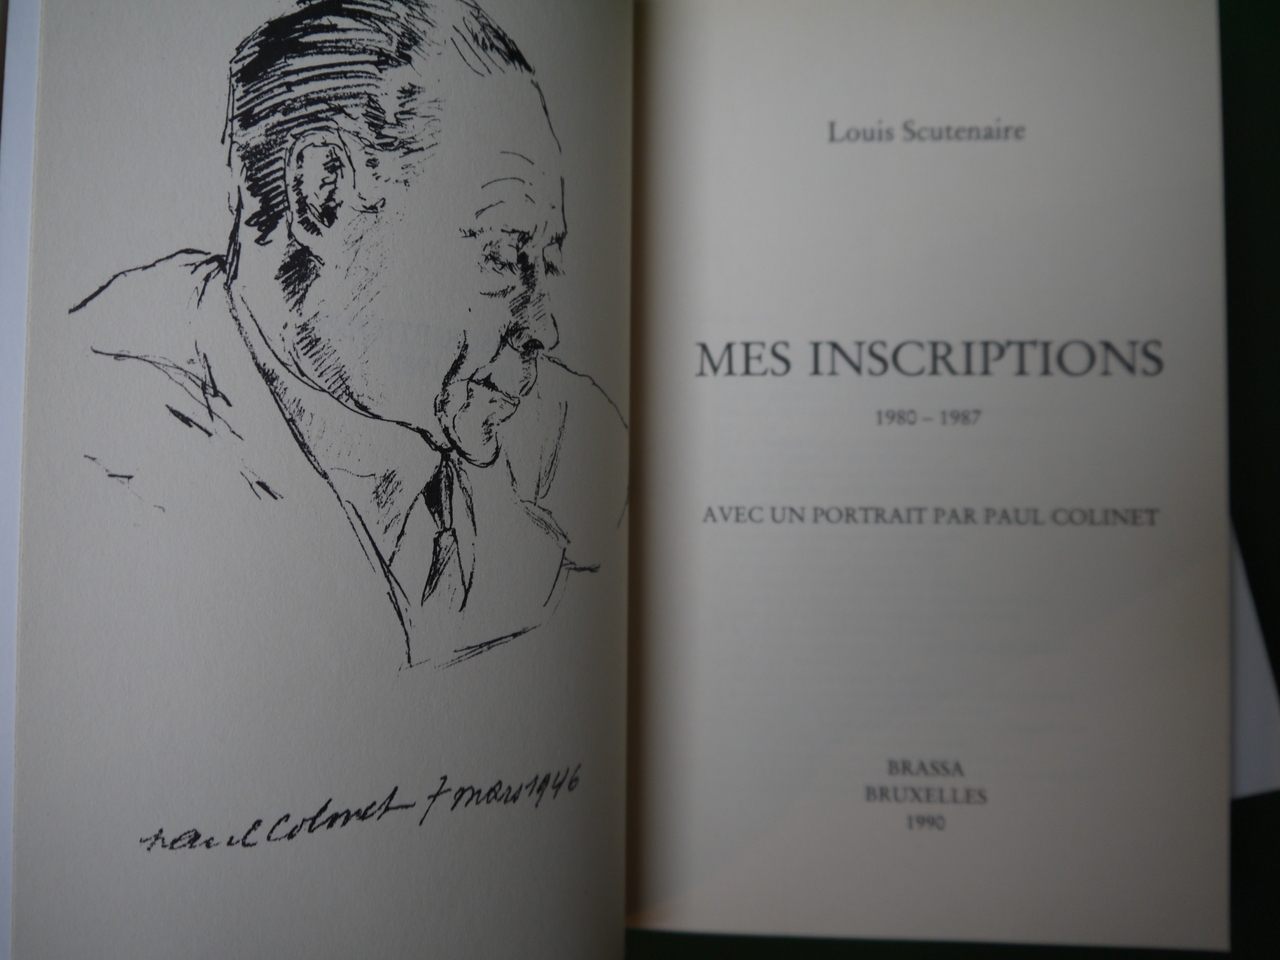 paul Colinet 7 mars 1946
Louis Scutenaire
MES INSCRIPTIONS
1980 – 1987
AVEC UN PORTRAIT PAR PAUL COLINET
BRASSA
BRUXELLES
1990